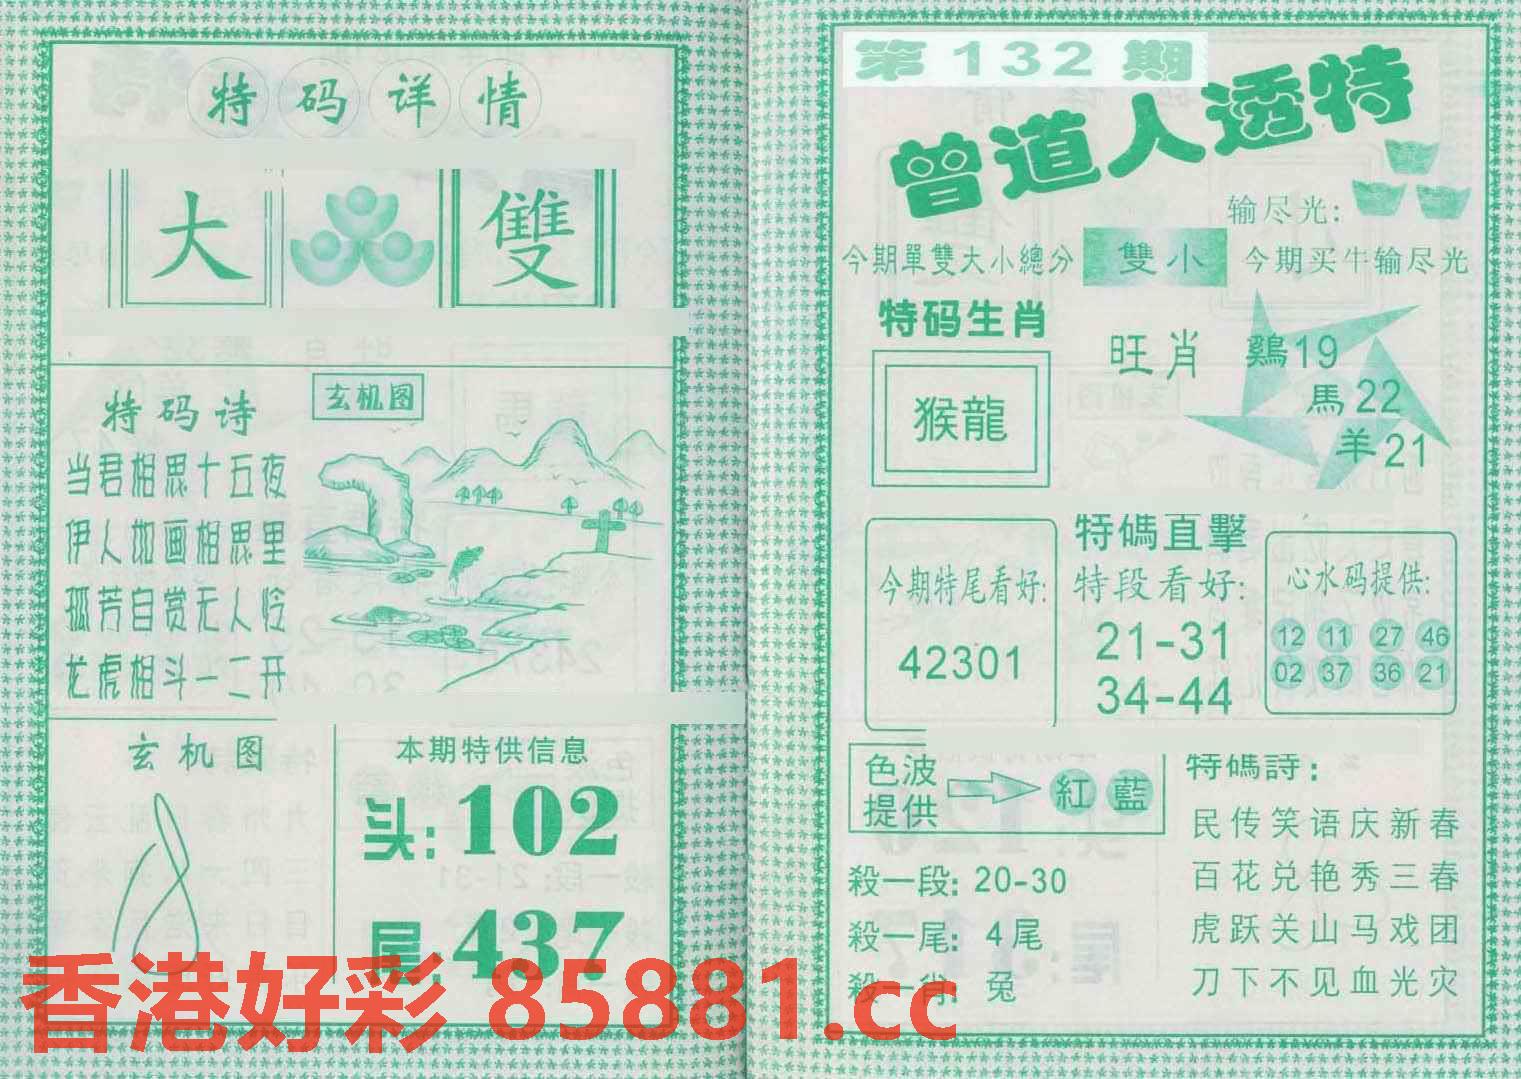 特码详情
大 雙
特码诗
玄机图
当君相思十五夜
伊人如画相思里
孤芳自赏无人怜
龙虎相斗一二开
玄机图
本期特供信息
头:102
尾:437
第132期
曾道人透特
输尽光:
今期單雙大小總分 雙小 今期买牛输尽光
特码生肖
猴龍
旺肖 鷄19
馬22
羊21
特碼直擊
今期特尾看好:
42301
特段看好:
21-31
34-44
心水码提供:
12 11 27 46
02 37 36 21
色波
提供
紅 藍
殺一段: 20-30
殺一尾: 4尾
殺一肖: 兔
特碼詩:
民传笑语庆新春
百花兑艳秀三春
虎跃关山马戏团
刀下不见血光灾
香港好彩 85881.cc